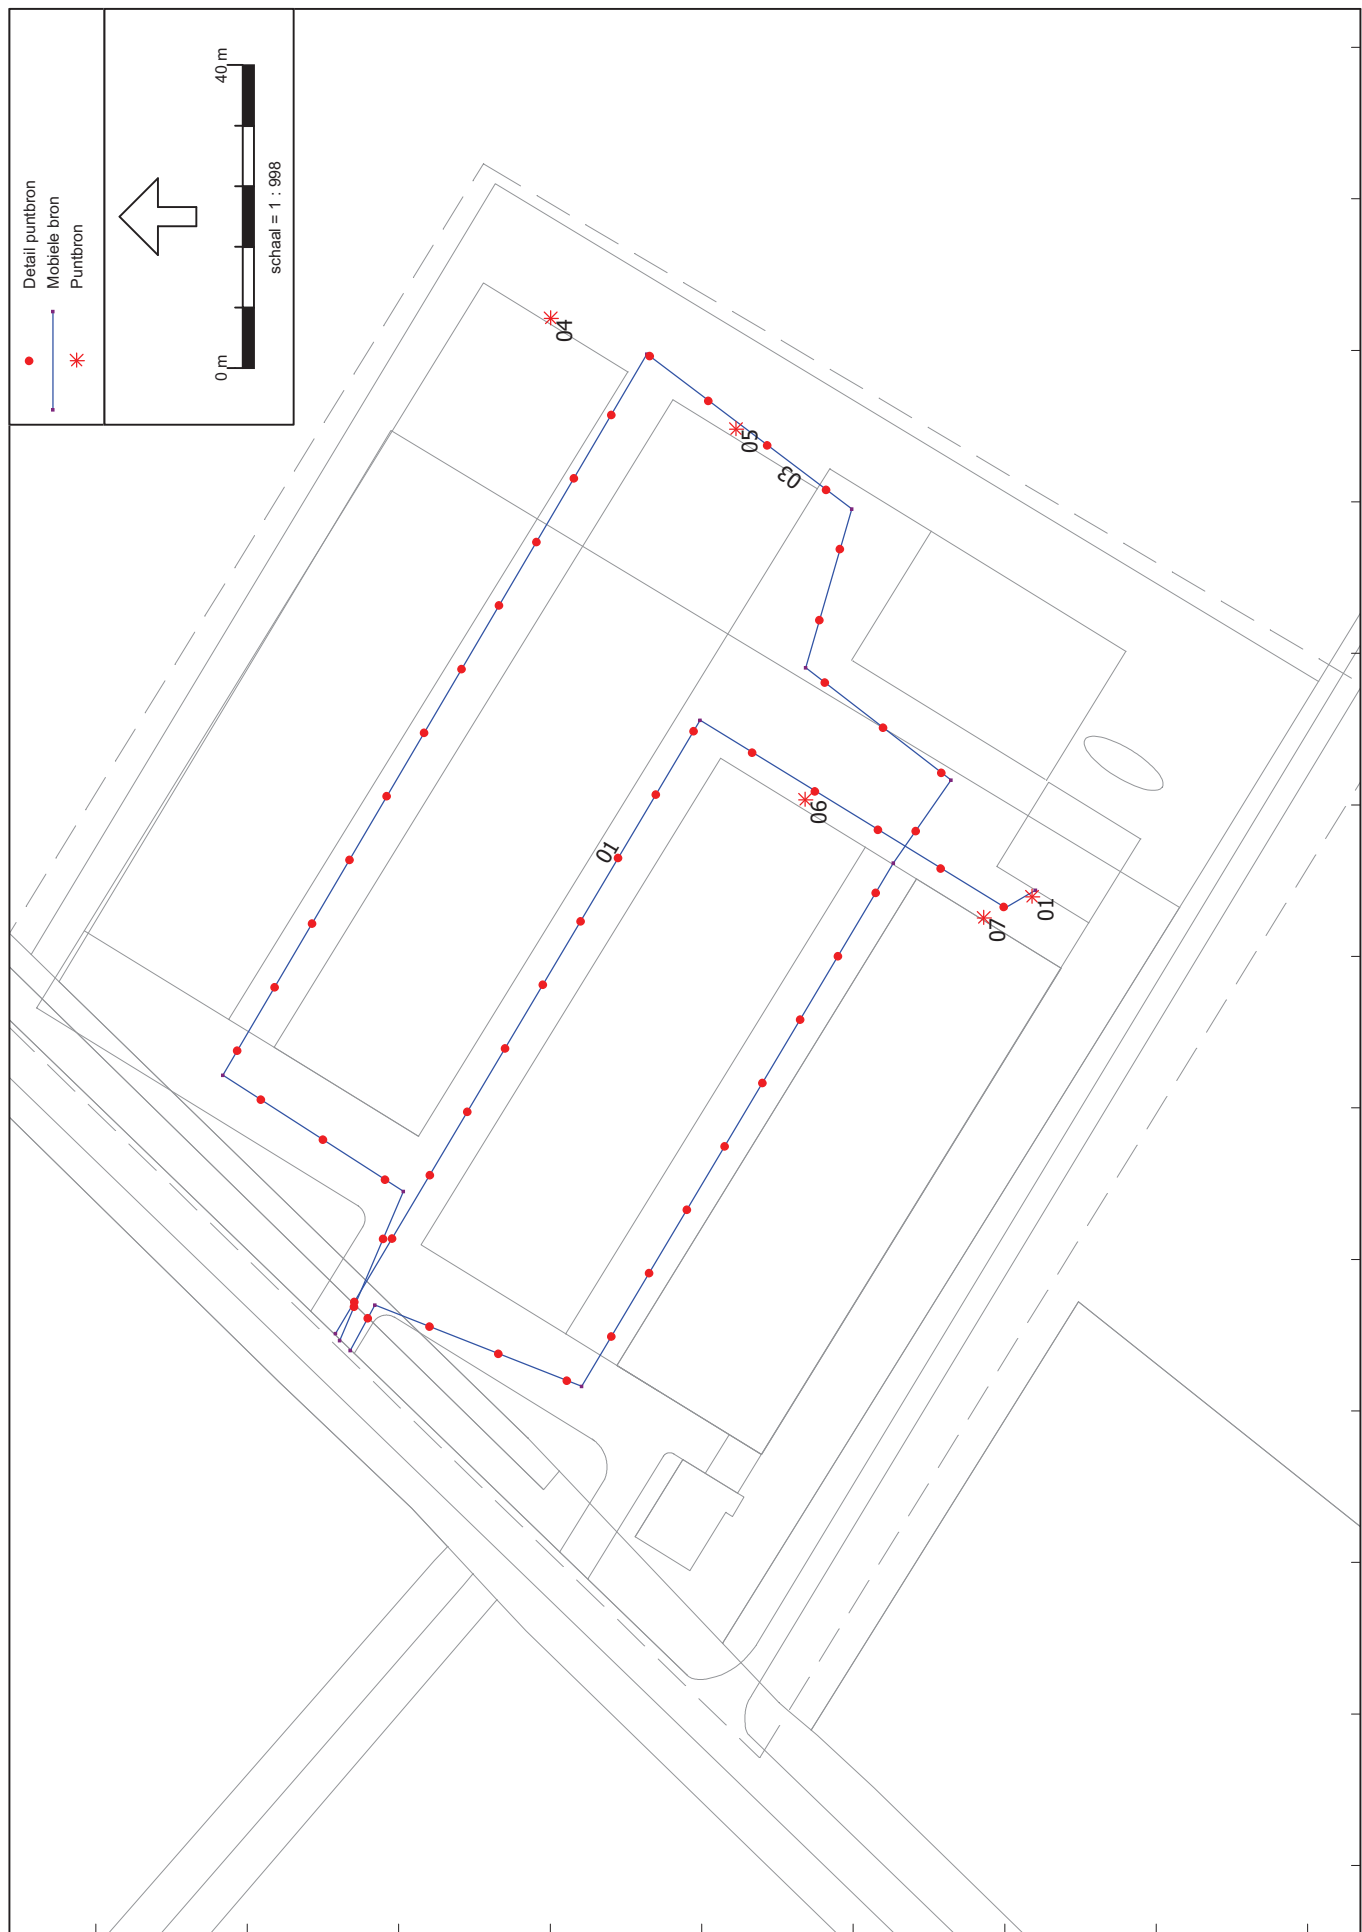 Detail puntbron
Mobiele bron
Puntbron
0 m
40 m
schaal = 1 : 998
04
05
03
06
01
07
01